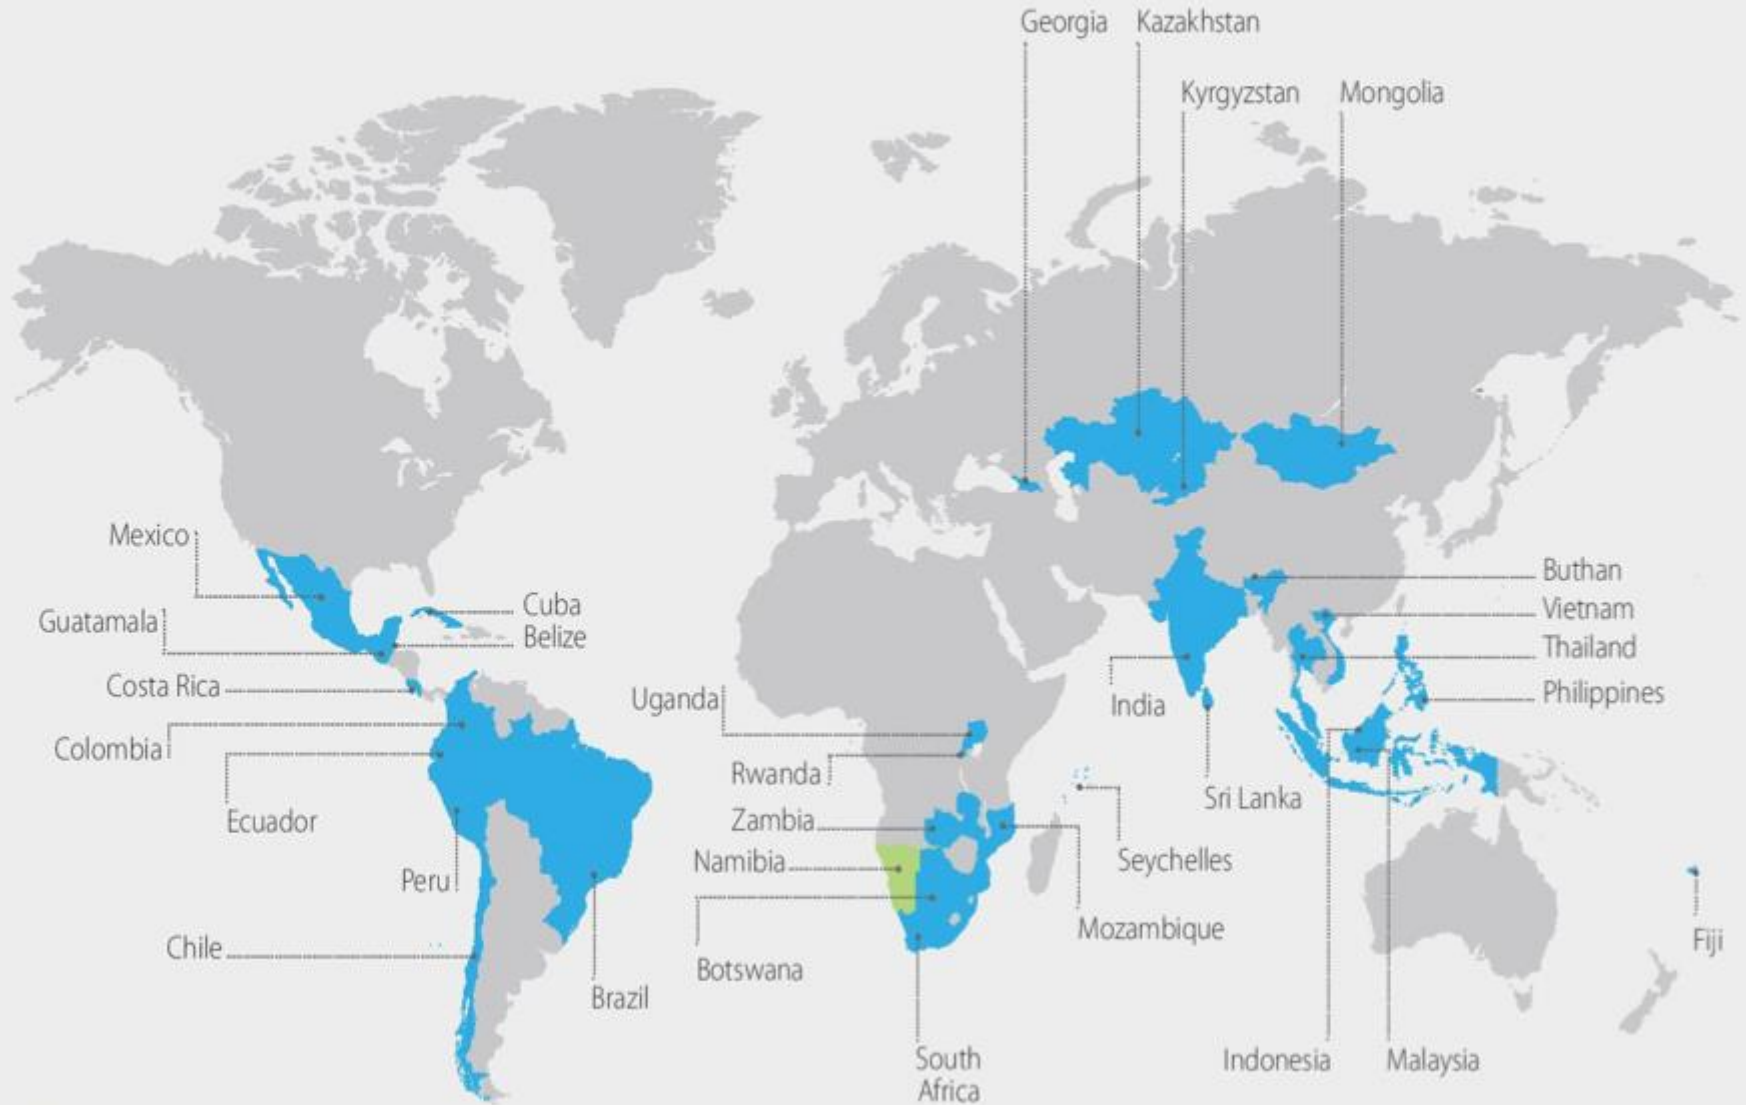 Georgia
Kazakhstan
Kyrgyzstan
Mongolia
Mexico
Guatamala
Cuba
Belize
Costa Rica
Colombia
Ecuador
Peru
Chile
Brazil
Uganda
Rwanda
Zambia
Namibia
Botswana
South
Africa
Mozambique
Seychelles
India
Sri Lanka
Buthan
Vietnam
Thailand
Philippines
Indonesia
Malaysia
Fiji